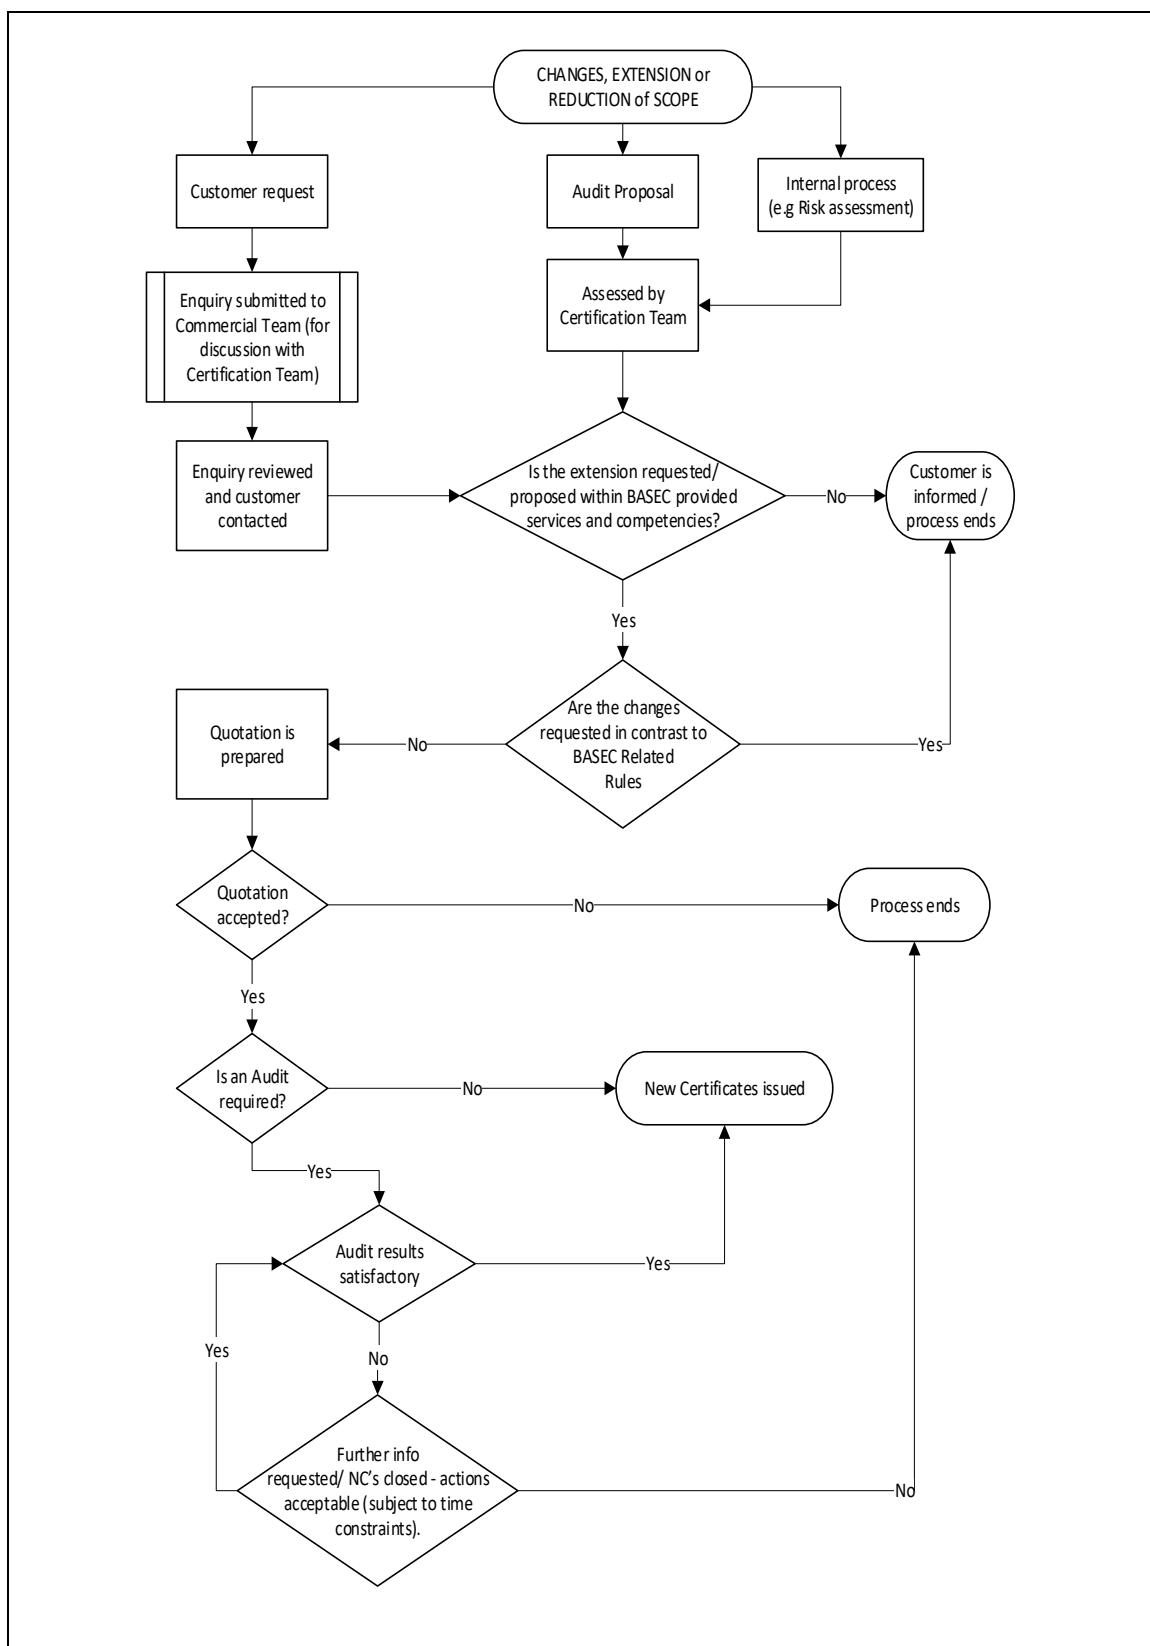 CHANGES, EXTENSION or
REDUCTION of SCOPE
Customer request
Audit Proposal
Internal process
(e.g Risk assessment)
Enquiry submitted to
Commercial Team (for
discussion with
Certification Team)
Assessed by
Certification Team
Enquiry reviewed
and customer
contacted
Is the extension requested/
proposed within BASEC provided
services and competencies?
No
Customer is
informed /
process ends
Yes
Are the changes
requested in contrast to
BASEC Related
Rules
No
Yes
Quotation is
prepared
Quotation
accepted?
No
Process ends
Yes
Is an Audit
required?
No
New Certificates issued
Yes
Audit results
satisfactory
Yes
Yes
No
Further info
requested/ NC's closed - actions
acceptable (subject to time
constraints).
No